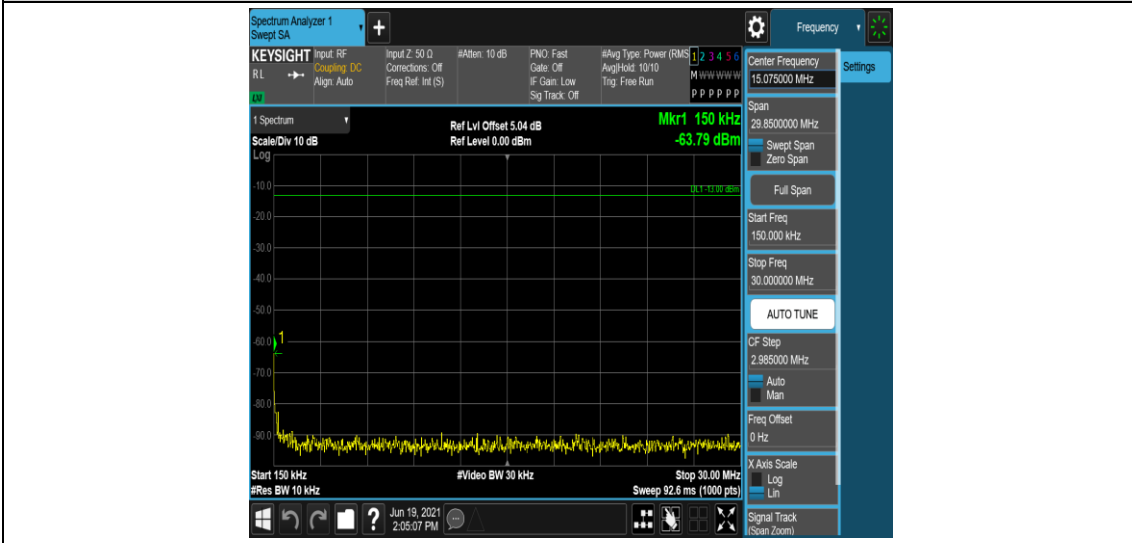 Spectrum Analyzer 1
Swept SA
+
Frequency
KEYSIGHT
RL
Input: RF
Coupling: DC
Align: Auto
Input Z: 50 Ω
Corrections: Off
Freq Ref: Int (S)
#Atten: 10 dB
PNO: Fast
Gate: Off
IF Gain: Low
Sig Track: Off
#Avg Type: Power (RMS
Avg|Hold: 10/10
Trig: Free Run
1 2 3 4 5 6
M W W W W W
P P P P P P
1 Spectrum
Scale/Div 10 dB
Log
Ref Lvl Offset 5.04 dB
Ref Level 0.00 dBm
Mkr1 150 kHz
-63.79 dBm
DL1 -13.00 dBm
-10.0
-20.0
-30.0
-40.0
-50.0
-60.0
-70.0
-80.0
-90.0
1
Start 150 kHz
#Res BW 10 kHz
#Video BW 30 kHz
Stop 30.00 MHz
Sweep 92.6 ms (1000 pts)
?
Jun 19, 2021
2:05:07 PM
Center Frequency
15.075000 MHz
Span
29.8500000 MHz
Swept Span
Zero Span
Full Span
Start Freq
150.000 kHz
Stop Freq
30.000000 MHz
AUTO TUNE
CF Step
2.985000 MHz
Auto
Man
Freq Offset
0 Hz
X Axis Scale
Log
Lin
Signal Track
(Span Zoom)
Settings